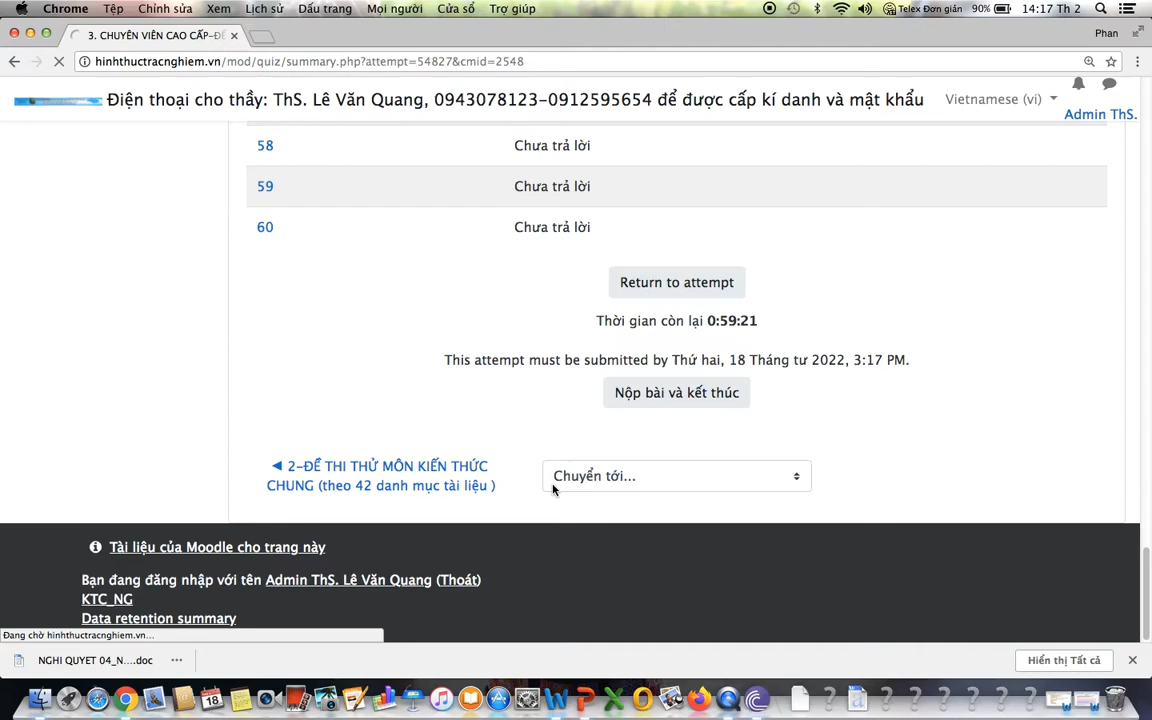 Chrome Tệp Chỉnh sửa Xem Lịch sử Dấu trang Mọi người Cửa sổ Trợ giúp Telex Đơn giản 90% 14:17 Th 2
3. CHUYÊN VIÊN CAO CẤP-ĐỀ Phan
hinhthuctracnghiem.vn/mod/quiz/summary.php?attempt=54827&cmid=2548
Điện thoại cho thầy: ThS. Lê Văn Quang, 0943078123-0912595654 để được cấp kí danh và mật khẩu Vietnamese (vi)
Admin ThS.
58 Chưa trả lời
59 Chưa trả lời
60 Chưa trả lời
Return to attempt
Thời gian còn lại 0:59:21
This attempt must be submitted by Thứ hai, 18 Tháng tư 2022, 3:17 PM.
Nộp bài và kết thúc
◄ 2-ĐỀ THI THỬ MÔN KIẾN THỨC
CHUNG (theo 42 danh mục tài liệu )
Chuyển tới...
Tài liệu của Moodle cho trang này
Bạn đang đăng nhập với tên Admin ThS. Lê Văn Quang (Thoát)
KTC_NG
Data retention summary
Đang chờ hinhthuctracnghiem.vn...
NGHI QUYET 04_N....doc Hiển thị Tất cả
18